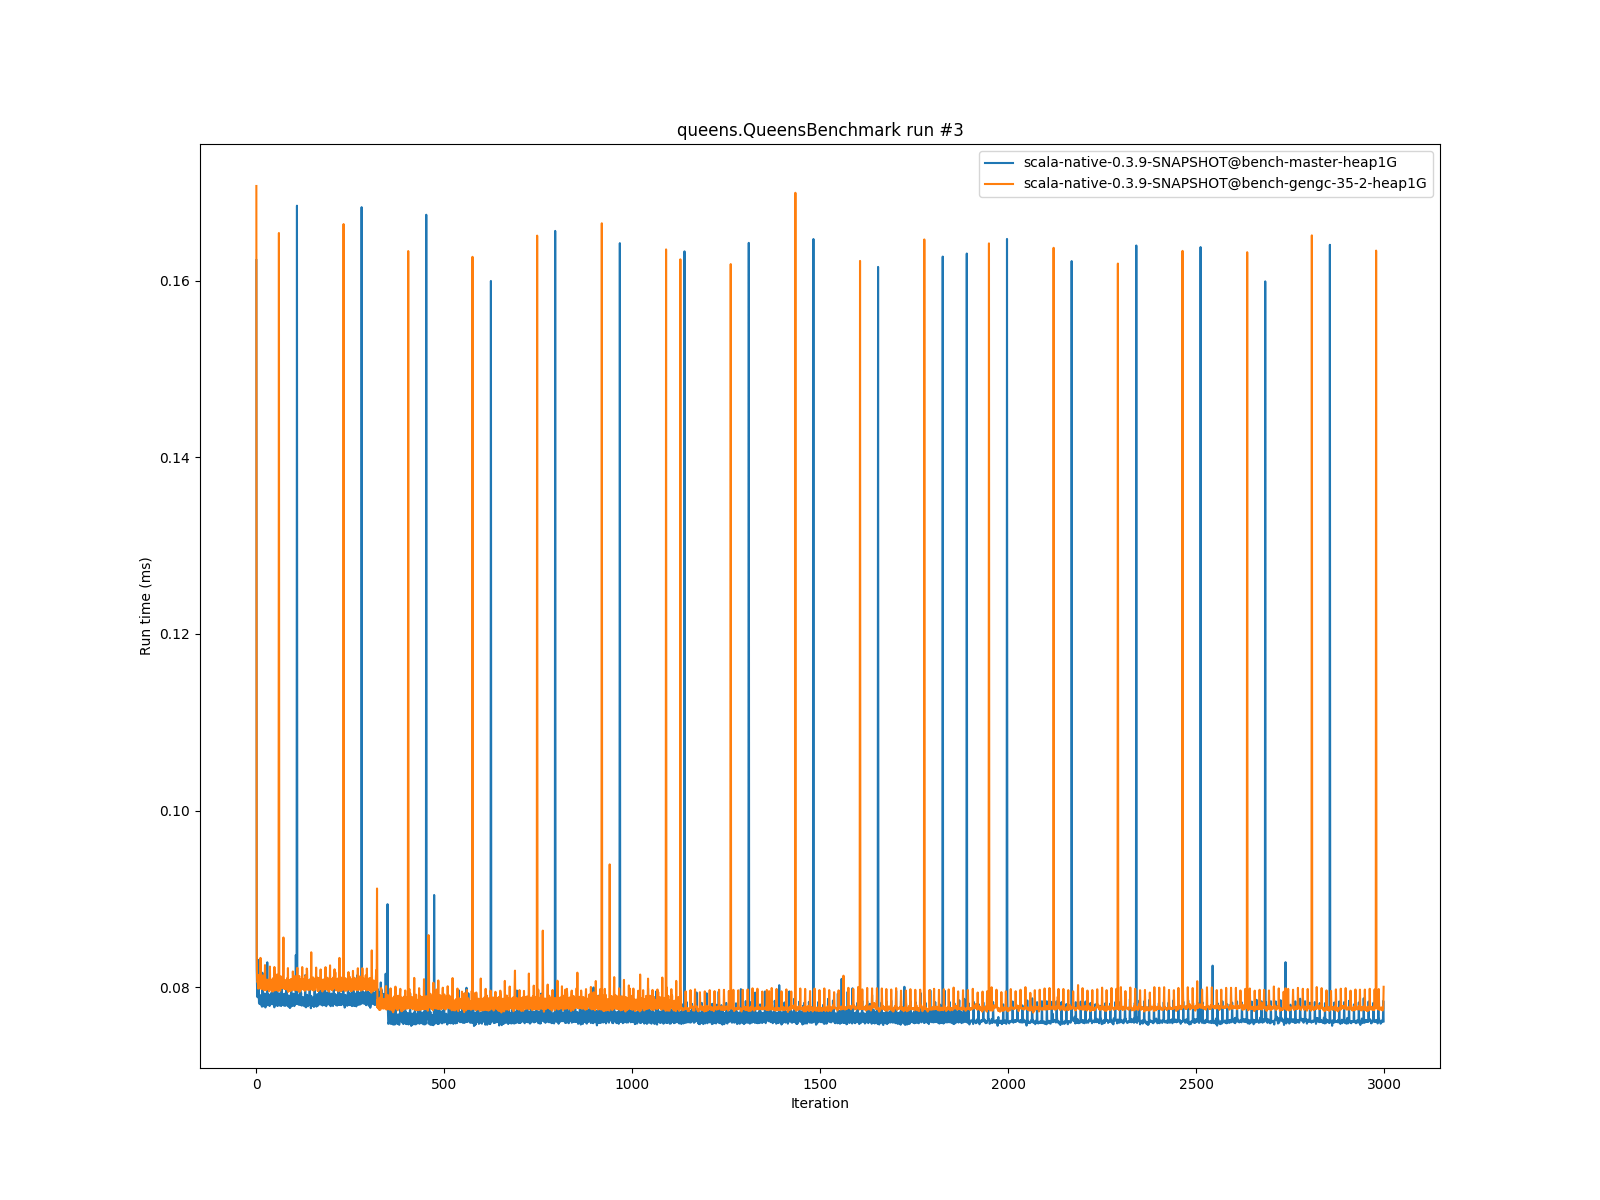 queens.QueensBenchmark run #3
scala-native-0.3.9-SNAPSHOT@bench-master-heap1G
scala-native-0.3.9-SNAPSHOT@bench-gengc-35-2-heap1G
0.16
0.14
0.12
0.10
0.08
Run time (ms)
0 500 1000 1500 2000 2500 3000
Iteration